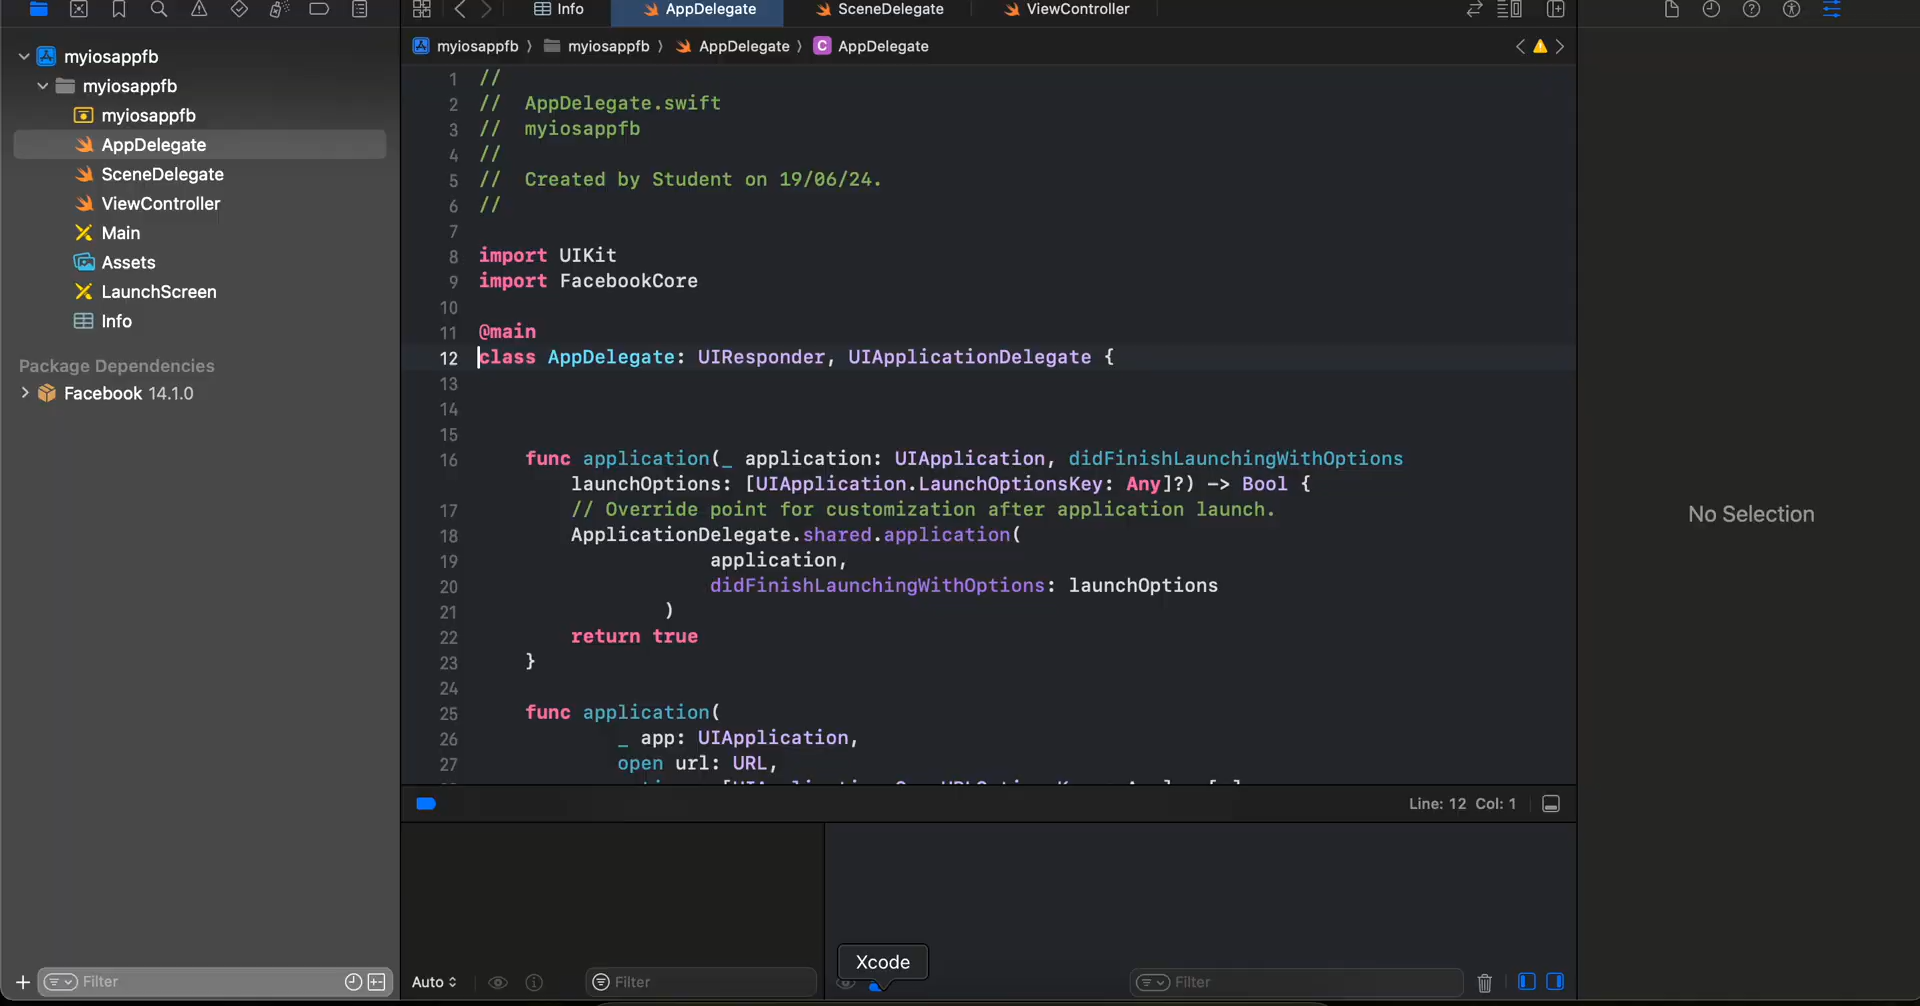 Info
AppDelegate
SceneDelegate
ViewController
myiosappfb
myiosappfb
myiosappfb
AppDelegate
SceneDelegate
ViewController
Main
Assets
LaunchScreen
Info
Package Dependencies
Facebook 14.1.0
Filter
myiosappfb 〉 myiosappfb 〉 AppDelegate 〉 C AppDelegate
1 //
2 //  AppDelegate.swift
3 //  myiosappfb
4 //
5 //  Created by Student on 19/06/24.
6 //
7
8 import UIKit
9 import FacebookCore
10
11 @main
12 class AppDelegate: UIResponder, UIApplicationDelegate {
13
14
15
16 func application(_ application: UIApplication, didFinishLaunchingWithOptions
launchOptions: [UIApplication.LaunchOptionsKey: Any]?) -> Bool {
17 // Override point for customization after application launch.
18 ApplicationDelegate.shared.application(
19 application,
20 didFinishLaunchingWithOptions: launchOptions
21 )
22 return true
23 }
24
25 func application(
26 _ app: UIApplication,
27 open url: URL,
Line: 12 Col: 1
Auto
Filter
Xcode
Filter
No Selection